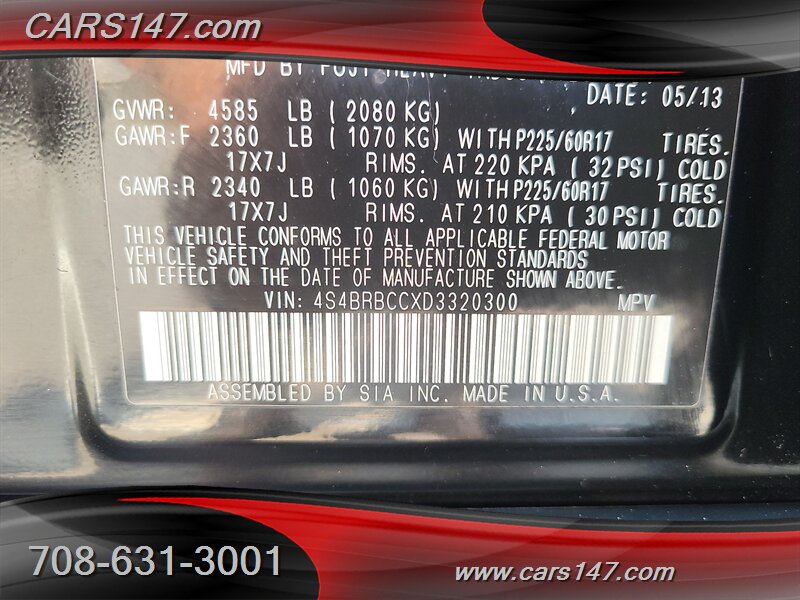 CARS147.com
MFD BY FUJI HEAVY
DATE: 05/13
GVWR: 4585 LB ( 2080 KG)
GAWR:F 2360 LB ( 1070 KG) WITH P225/60R17 TIRES.
17X7J RIMS. AT 220 KPA ( 32 PSI) COLD
GAWR:R 2340 LB ( 1060 KG) WITH P225/60R17 TIRES.
17X7J RIMS. AT 210 KPA ( 30 PSI) COLD
THIS VEHICLE CONFORMS TO ALL APPLICABLE FEDERAL MOTOR
VEHICLE SAFETY AND THEFT PREVENTION STANDARDS
IN EFFECT ON THE DATE OF MANUFACTURE SHOWN ABOVE.
VIN: 4S4BRBCCXD3320300 MPV
ASSEMBLED BY SIA INC. MADE IN U.S.A.
708-631-3001
www.cars147.com